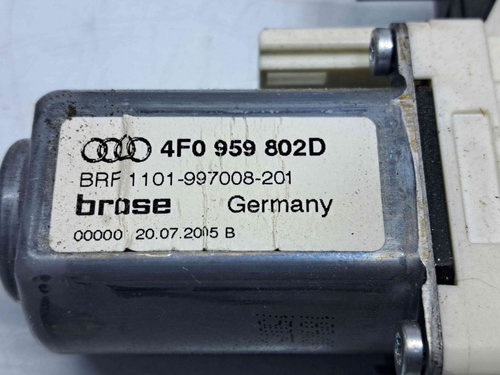 4F0 959 802D
BRF 1101-997008-201
brose Germany
00000 20.07.2005 B